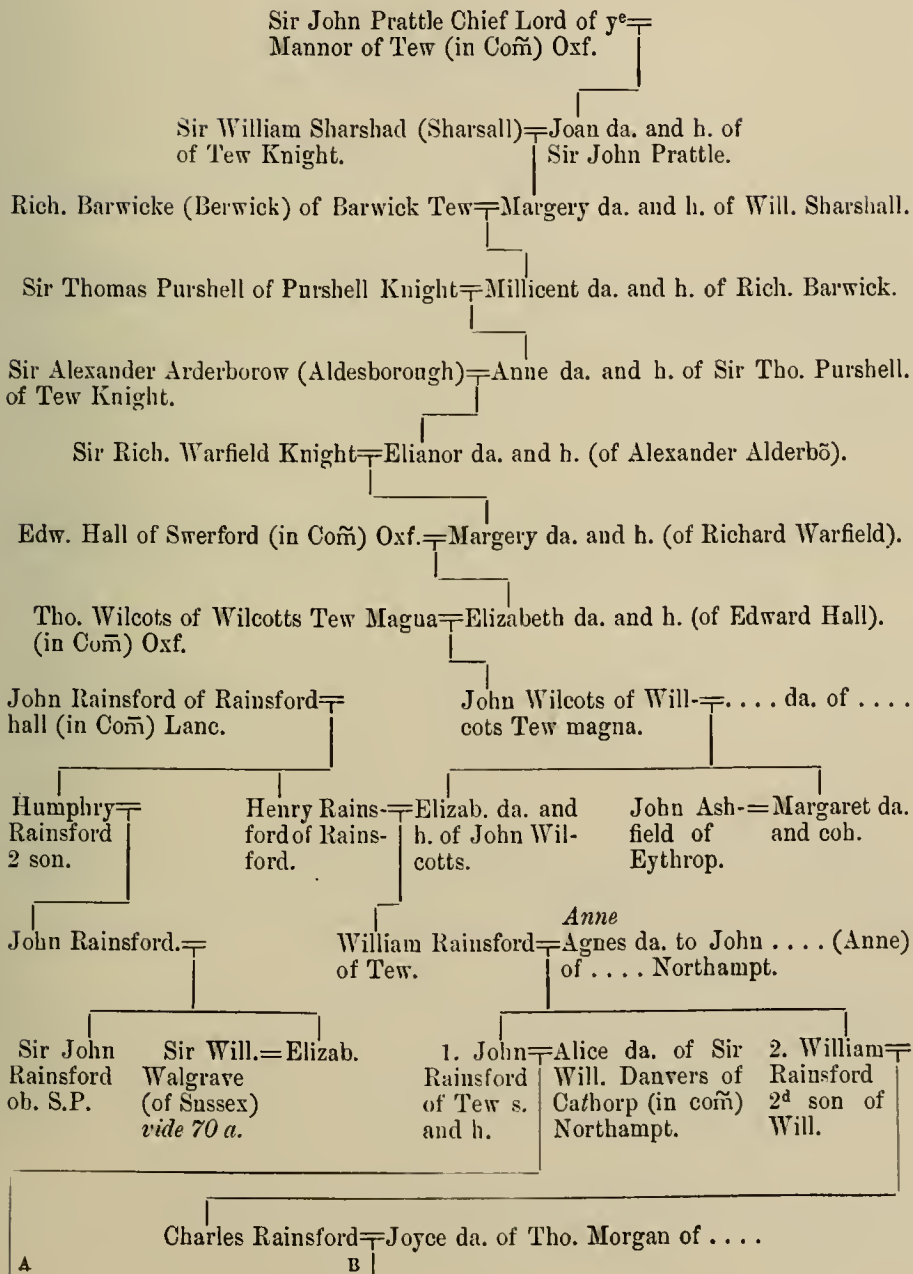 Sir John Prattle Chief Lord of yᵉ
Mannor of Tew (in Com̃) Oxf.
Sir William Sharshad (Sharsall)
of Tew Knight.
Joan da. and h. of
Sir John Prattle.
Rich. Barwicke (Berwick) of Barwick Tew
Margery da. and h. of Will. Sharshall.
Sir Thomas Purshell of Purshell Knight
Millicent da. and h. of Rich. Barwick.
Sir Alexander Arderborow (Aldesborongh)
of Tew Knight.
Anne da. and h. of Sir Tho. Purshell.
Sir Rich. Warfield Knight
Elianor da. and h. (of Alexander Alderbõ).
Edw. Hall of Swerford (in Com̃) Oxf.
Margery da. and h. (of Richard Warfield).
Tho. Wilcots of Wilcotts Tew Magna
(in Com̃) Oxf.
Elizabeth da. and h. (of Edward Hall).
John Rainsford of Rainsford
hall (in Com̃) Lanc.
John Wilcots of Will-
cots Tew magna.
. . . . da. of . . . .
Humphry
Rainsford
2 son.
Henry Rains-
ford of Rains-
ford.
Elizab. da. and
h. of John Wil-
cotts.
John Ash-
field of
Eythrop.
Margaret da.
and coh.
John Rainsford.
William Rainsford
of Tew.
Anne
Agnes da. to John . . . . (Anne)
of . . . . Northampt.
Sir John
Rainsford
ob. S.P.
Sir Will.
Walgrave
(of Sussex)
vide 70 a.
Elizab.
1. John
Rainsford
of Tew s.
and h.
Alice da. of Sir
Will. Danvers of
Cathorp (in com̃)
Northampt.
2. William
Rainsford
2ᵈ son of
Will.
Charles Rainsford
Joyce da. of Tho. Morgan of . . . .
A
B